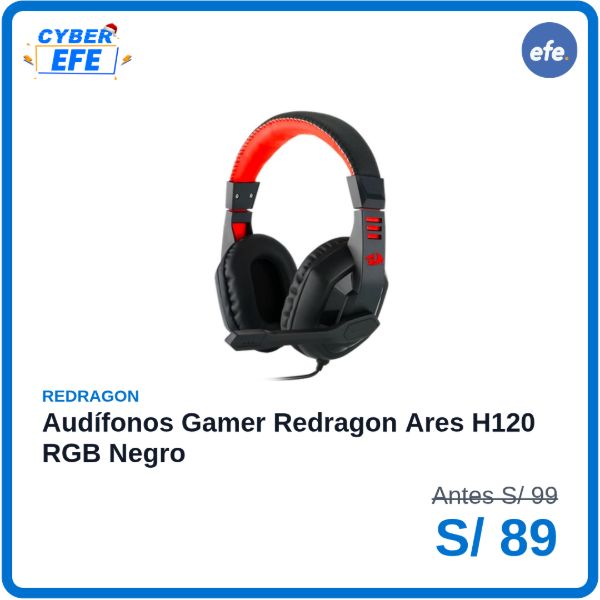 CYBER
EFE
efe.
REDRAGON
Audífonos Gamer Redragon Ares H120
RGB Negro
Antes S/ 99
S/ 89